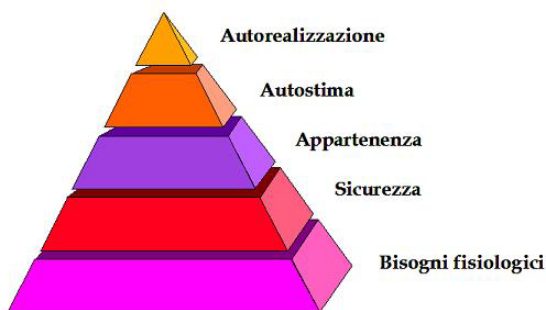 Autorealizzazione
Autostima
Appartenenza
Sicurezza
Bisogni fisiologici